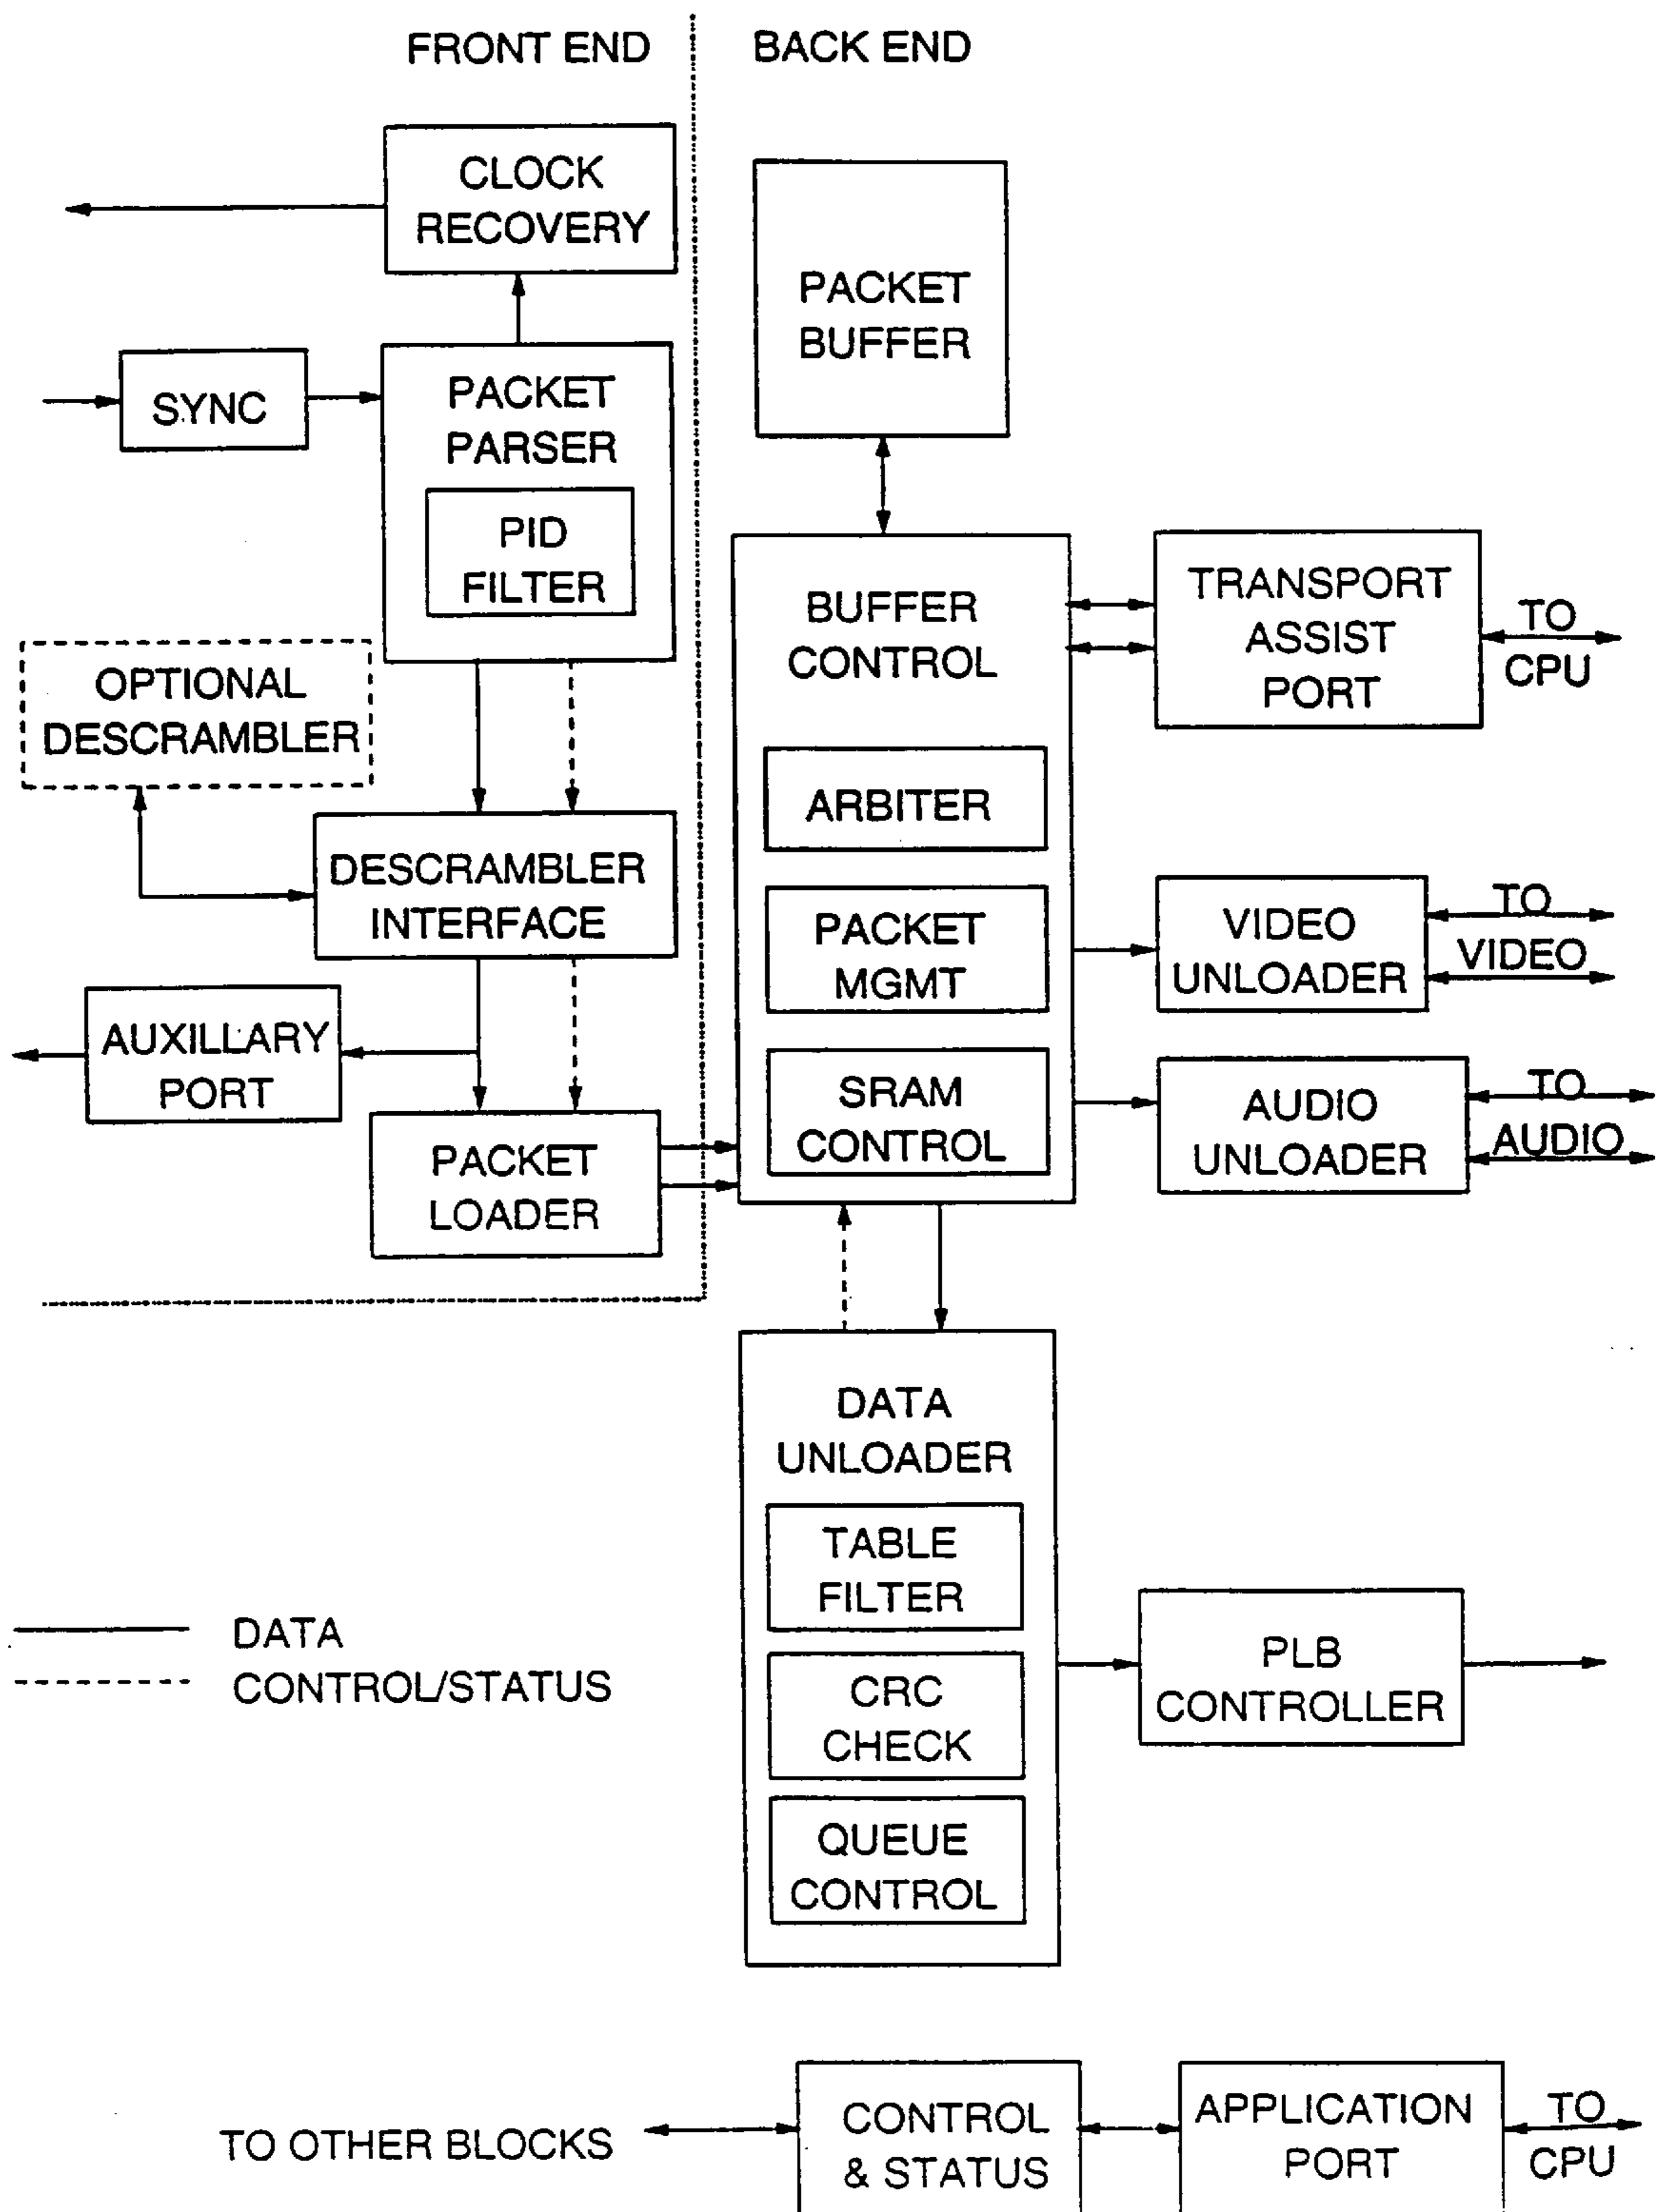 FRONT END
BACK END
CLOCK
RECOVERY
PACKET
BUFFER
SYNC
PACKET
PARSER
PID
FILTER
OPTIONAL
DESCRAMBLER
DESCRAMBLER
INTERFACE
AUXILLARY
PORT
PACKET
LOADER
BUFFER
CONTROL
ARBITER
PACKET
MGMT
SRAM
CONTROL
TRANSPORT
ASSIST
PORT
TO
CPU
VIDEO
UNLOADER
TO
VIDEO
AUDIO
UNLOADER
TO
AUDIO
DATA
UNLOADER
TABLE
FILTER
CRC
CHECK
QUEUE
CONTROL
PLB
CONTROLLER
DATA
CONTROL/STATUS
TO OTHER BLOCKS
CONTROL
& STATUS
APPLICATION
PORT
TO
CPU